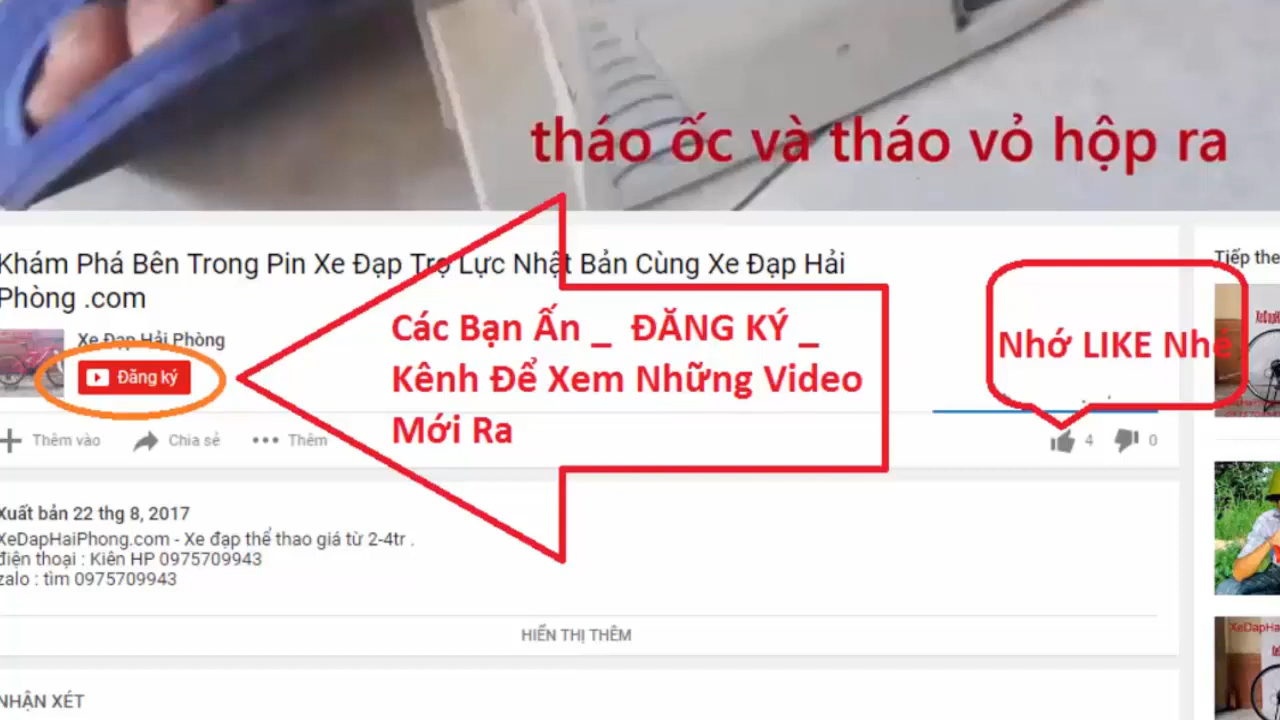 tháo ốc và tháo vỏ hộp ra
Khám Phá Bên Trong Pin Xe Đạp Trợ Lực Nhật Bản Cùng Xe Đạp Hải
Phòng .com
Xe Đạp Hải Phòng
Đăng ký
Các Bạn Ấn _ ĐĂNG KÝ _
Kênh Để Xem Những Video
Mới Ra
Nhớ LIKE Nhé
Tiếp the
Thêm vào
Chia sẻ
Thêm
4
0
Xuất bản 22 thg 8, 2017
XeDapHaiPhong.com - Xe đạp thể thao giá từ 2-4tr .
điện thoại : Kiên HP 0975709943
zalo : tìm 0975709943
HIỂN THỊ THÊM
NHẬN XÉT
XeDapHa